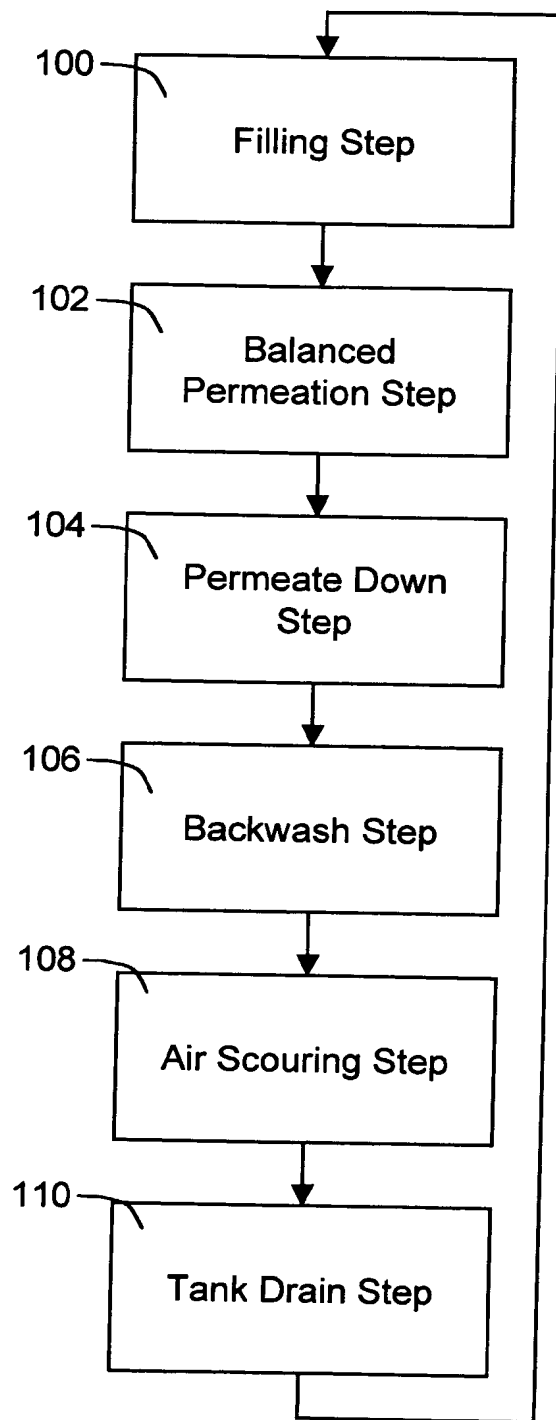 100
Filling Step
102
Balanced
Permeation Step
104
Permeate Down
Step
106
Backwash Step
108
Air Scouring Step
110
Tank Drain Step